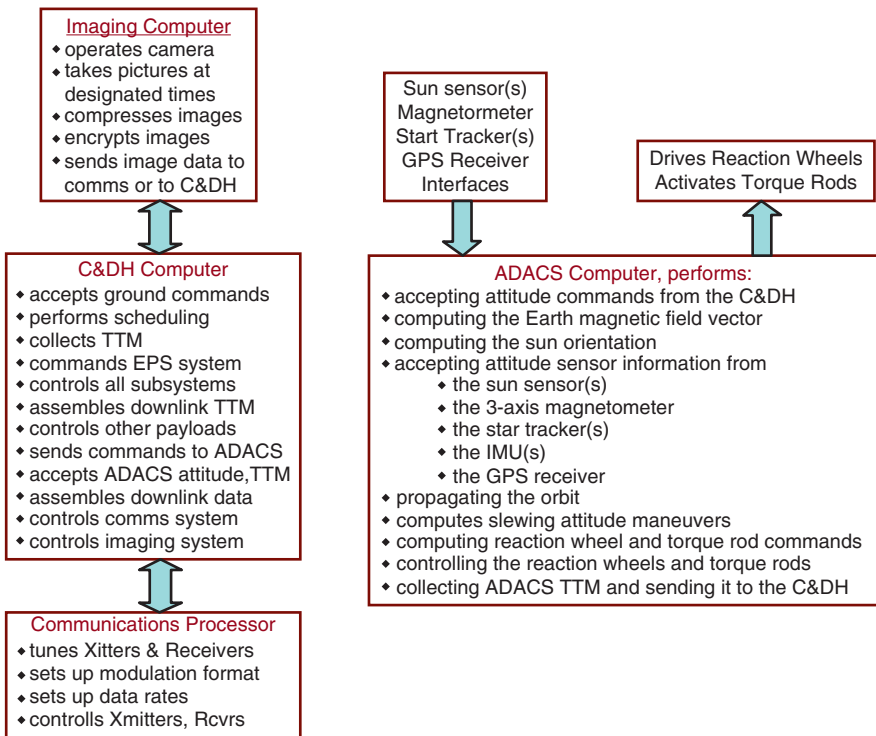 Imaging Computer
◆ operates camera
◆ takes pictures at
designated times
◆ compresses images
◆ encrypts images
◆ sends image data to
comms or to C&DH
C&DH Computer
◆ accepts ground commands
◆ performs scheduling
◆ collects TTM
◆ commands EPS system
◆ controls all subsystems
◆ assembles downlink TTM
◆ controls other payloads
◆ sends commands to ADACS
◆ accepts ADACS attitude,TTM
◆ assembles downlink data
◆ controls comms system
◆ controls imaging system
Communications Processor
◆ tunes Xitters & Receivers
◆ sets up modulation format
◆ sets up data rates
◆ controlls Xmitters, Rcvrs
Sun sensor(s)
Magnetormeter
Start Tracker(s)
GPS Receiver
Interfaces
Drives Reaction Wheels
Activates Torque Rods
ADACS Computer, performs:
◆ accepting attitude commands from the C&DH
◆ computing the Earth magnetic field vector
◆ computing the sun orientation
◆ accepting attitude sensor information from
◆ the sun sensor(s)
◆ the 3-axis magnetometer
◆ the star tracker(s)
◆ the IMU(s)
◆ the GPS receiver
◆ propagating the orbit
◆ computes slewing attitude maneuvers
◆ computing reaction wheel and torque rod commands
◆ controlling the reaction wheels and torque rods
◆ collecting ADACS TTM and sending it to the C&DH